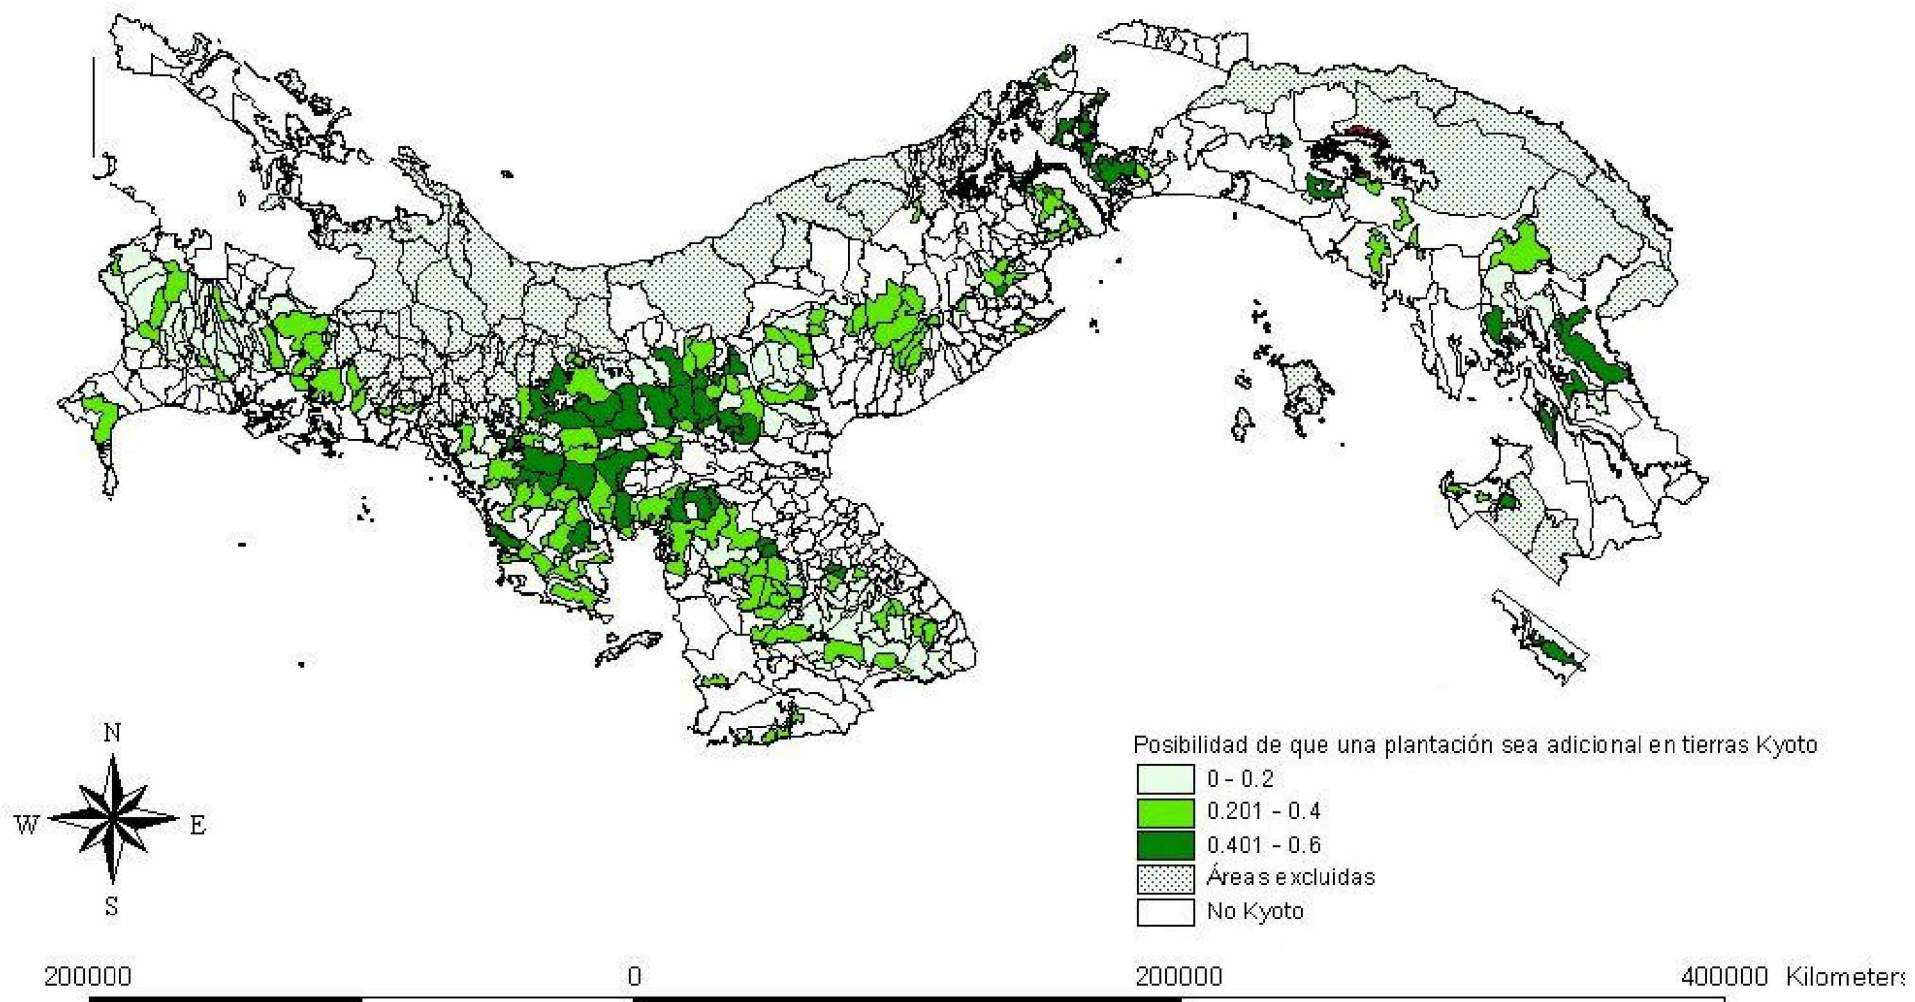 N
W E
S
Posibilidad de que una plantación sea adicional en tierras Kyoto
0 - 0.2
0.201 - 0.4
0.401 - 0.6
Áreas excluidas
No Kyoto
200000 0 200000 400000 Kilometers